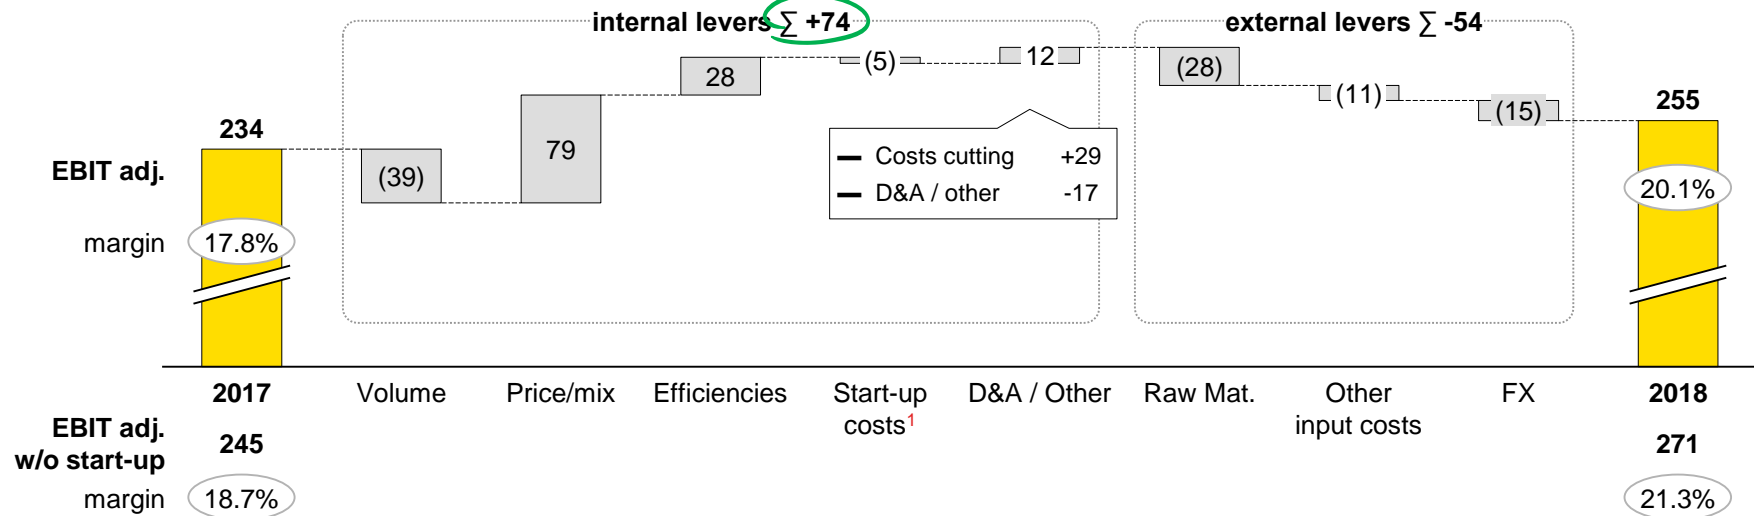 internal levers ∑ +74
external levers ∑ -54
234
(39)
79
28
(5)
12
(28)
(11)
(15)
255
Costs cutting +29
D&A / other -17
EBIT adj.
margin
17.8%
20.1%
2017
Volume
Price/mix
Efficiencies
Start-up
costs1
D&A / Other
Raw Mat.
Other
input costs
FX
2018
EBIT adj.
w/o start-up
245
271
margin
18.7%
21.3%